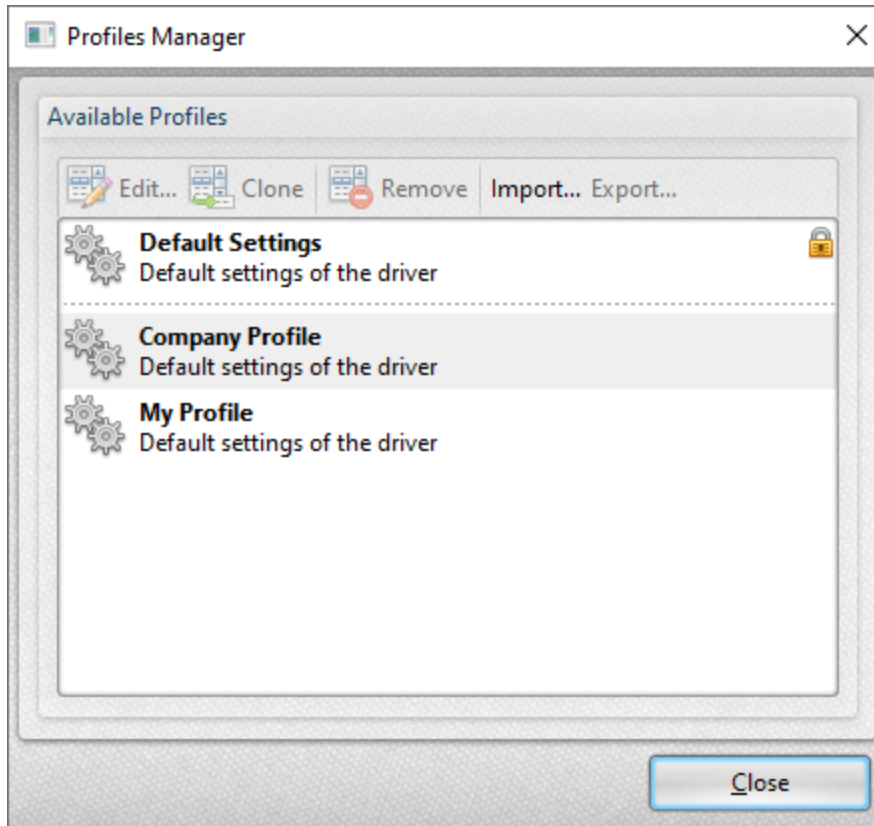 Profiles Manager
Available Profiles
Edit... Clone Remove Import... Export...
Default Settings
Default settings of the driver
Company Profile
Default settings of the driver
My Profile
Default settings of the driver
Close